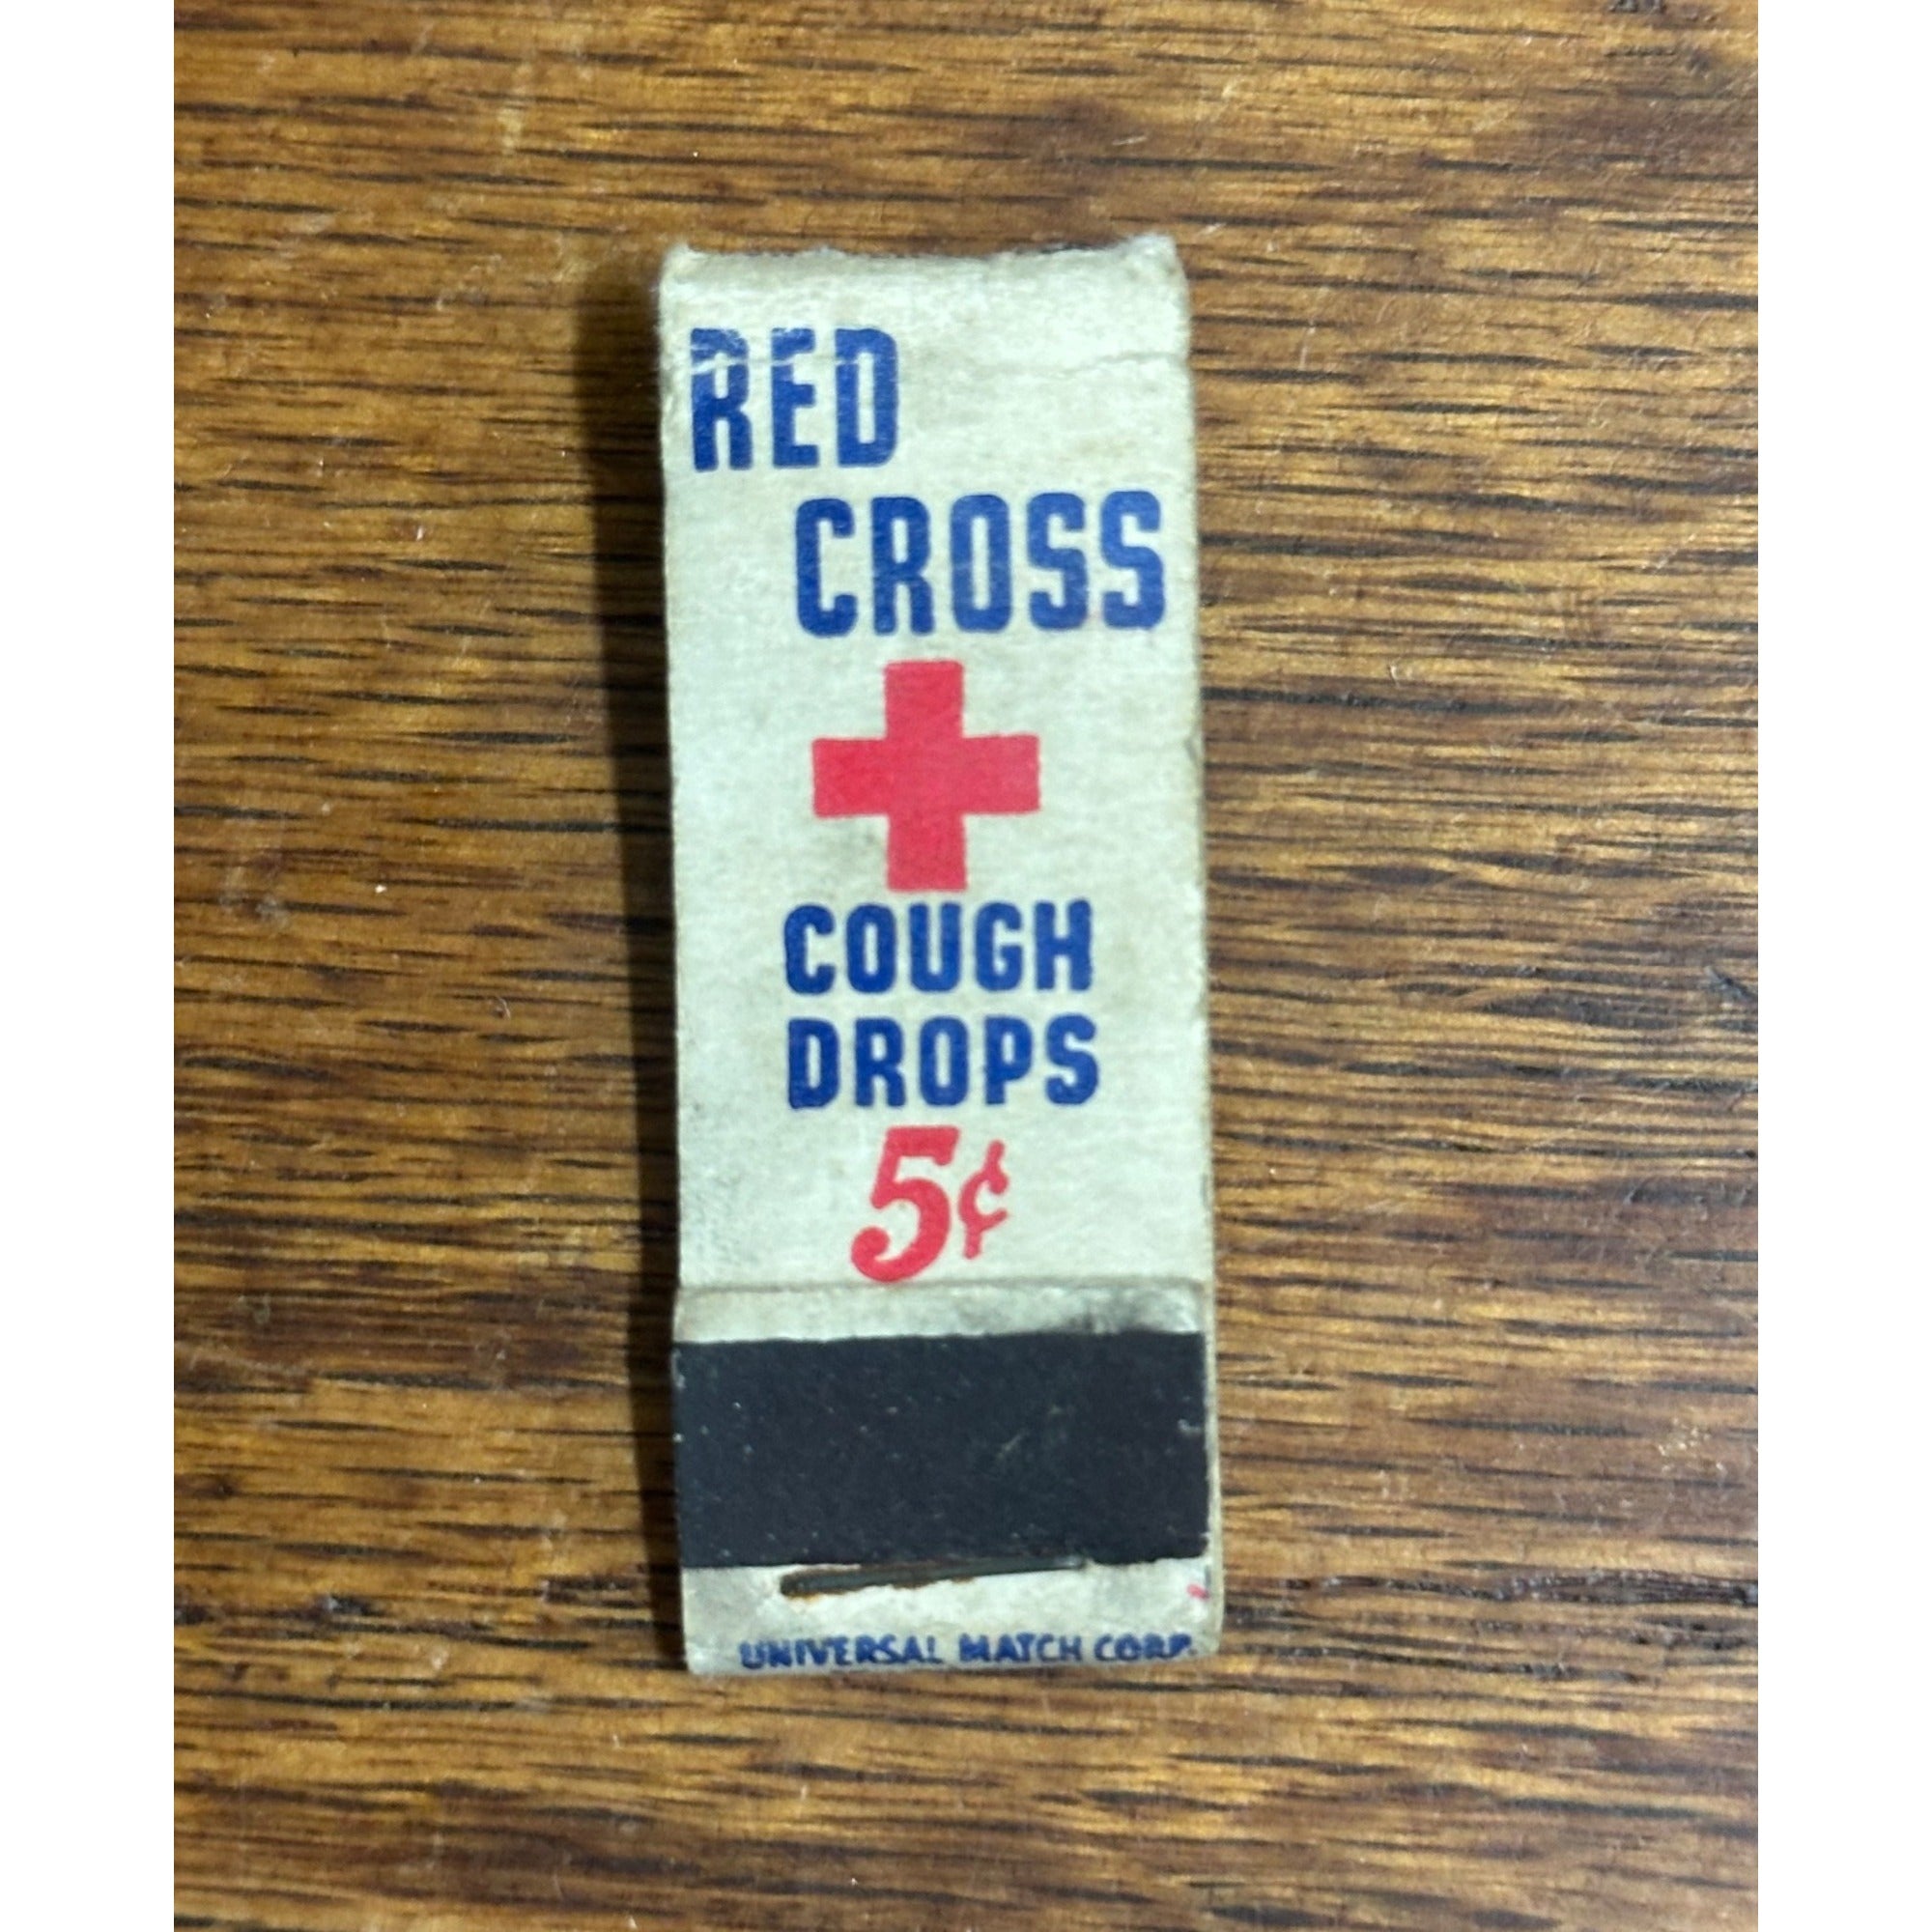 RED
CROSS
COUGH
DROPS
5¢
UNIVERSAL MATCH CORP.